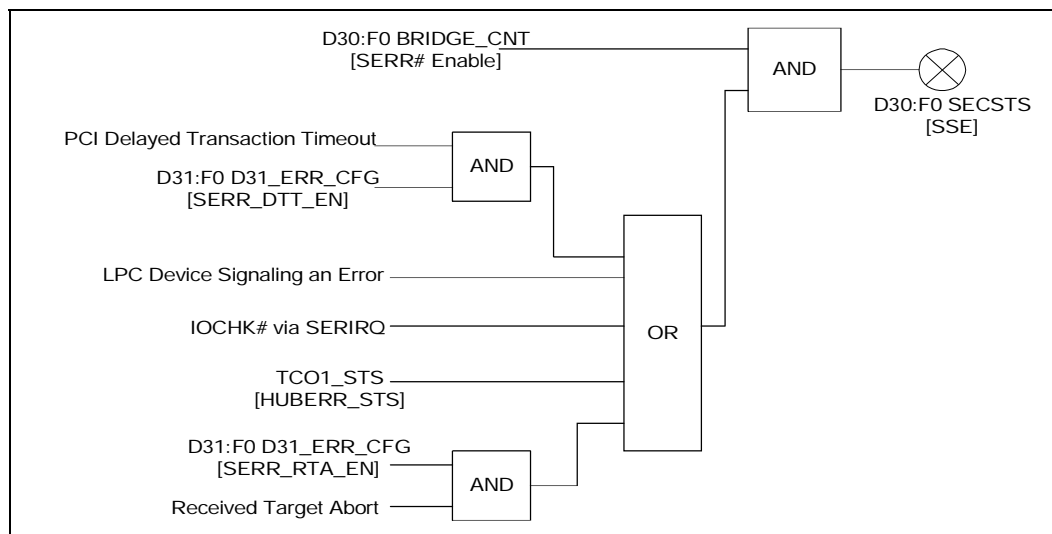 D30:F0 BRIDGE_CNT
[SERR# Enable]
AND
D30:F0 SECSTS
[SSE]
PCI Delayed Transaction Timeout
AND
D31:F0 D31_ERR_CFG
[SERR_DTT_EN]
LPC Device Signaling an Error
IOCHK# via SERIRQ
OR
TCO1_STS
[HUBERR_STS]
D31:F0 D31_ERR_CFG
[SERR_RTA_EN]
AND
Received Target Abort